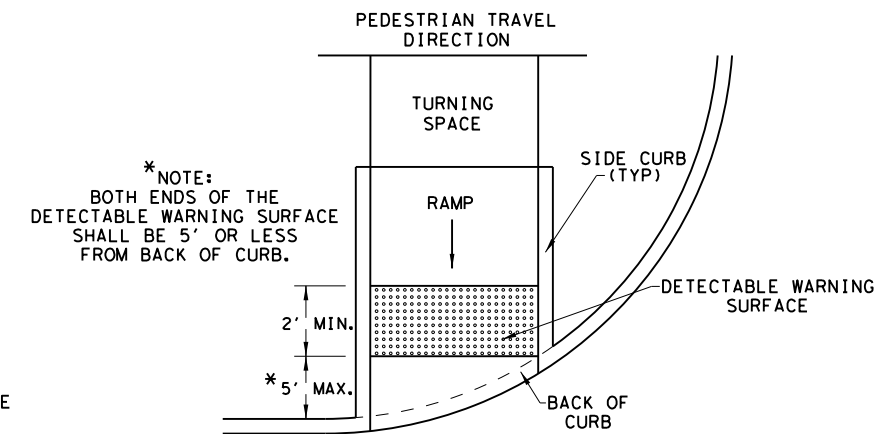 PEDESTRIAN TRAVEL
DIRECTION
TURNING
SPACE
SIDE CURB
(TYP)
*NOTE:
BOTH ENDS OF THE
DETECTABLE WARNING SURFACE
SHALL BE 5' OR LESS
FROM BACK OF CURB.
RAMP
DETECTABLE WARNING
SURFACE
2' MIN.
*5' MAX.
E
BACK OF
CURB